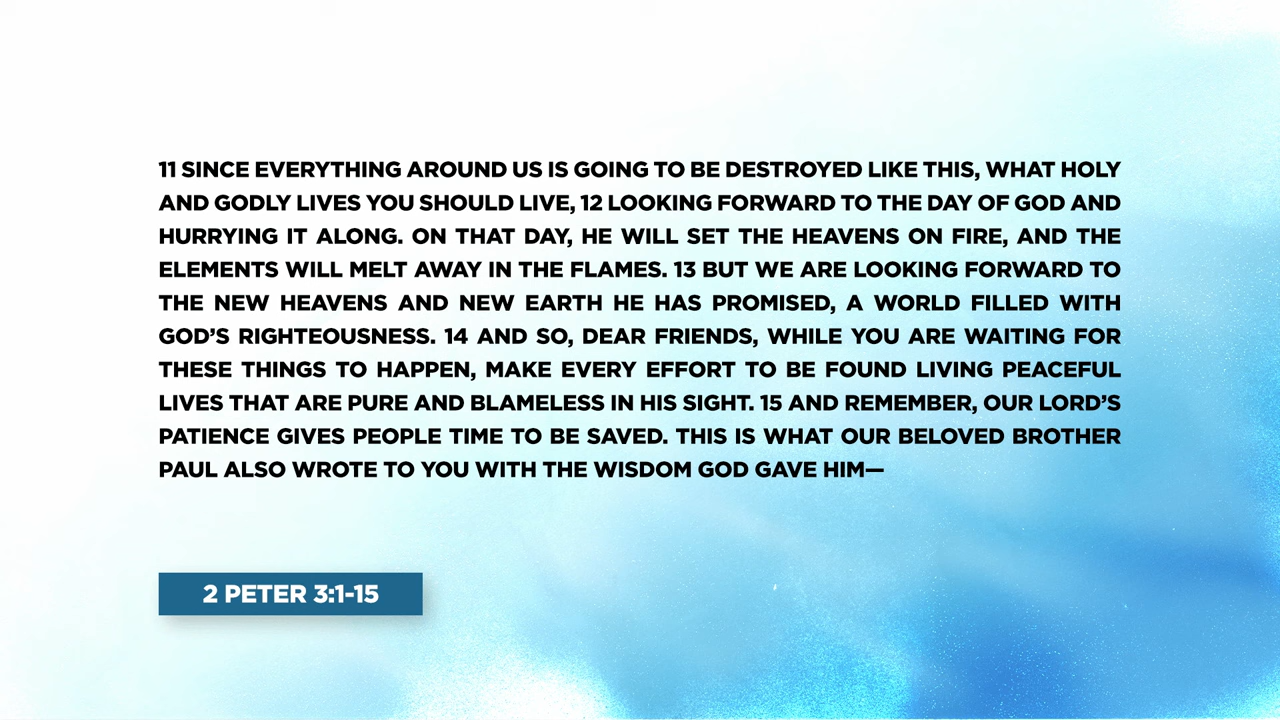 11 SINCE EVERYTHING AROUND US IS GOING TO BE DESTROYED LIKE THIS, WHAT HOLY
AND GODLY LIVES YOU SHOULD LIVE, 12 LOOKING FORWARD TO THE DAY OF GOD AND
HURRYING IT ALONG. ON THAT DAY, HE WILL SET THE HEAVENS ON FIRE, AND THE
ELEMENTS WILL MELT AWAY IN THE FLAMES. 13 BUT WE ARE LOOKING FORWARD TO
THE NEW HEAVENS AND NEW EARTH HE HAS PROMISED, A WORLD FILLED WITH
GOD’S RIGHTEOUSNESS. 14 AND SO, DEAR FRIENDS, WHILE YOU ARE WAITING FOR
THESE THINGS TO HAPPEN, MAKE EVERY EFFORT TO BE FOUND LIVING PEACEFUL
LIVES THAT ARE PURE AND BLAMELESS IN HIS SIGHT. 15 AND REMEMBER, OUR LORD’S
PATIENCE GIVES PEOPLE TIME TO BE SAVED. THIS IS WHAT OUR BELOVED BROTHER
PAUL ALSO WROTE TO YOU WITH THE WISDOM GOD GAVE HIM—
2 PETER 3:1-15